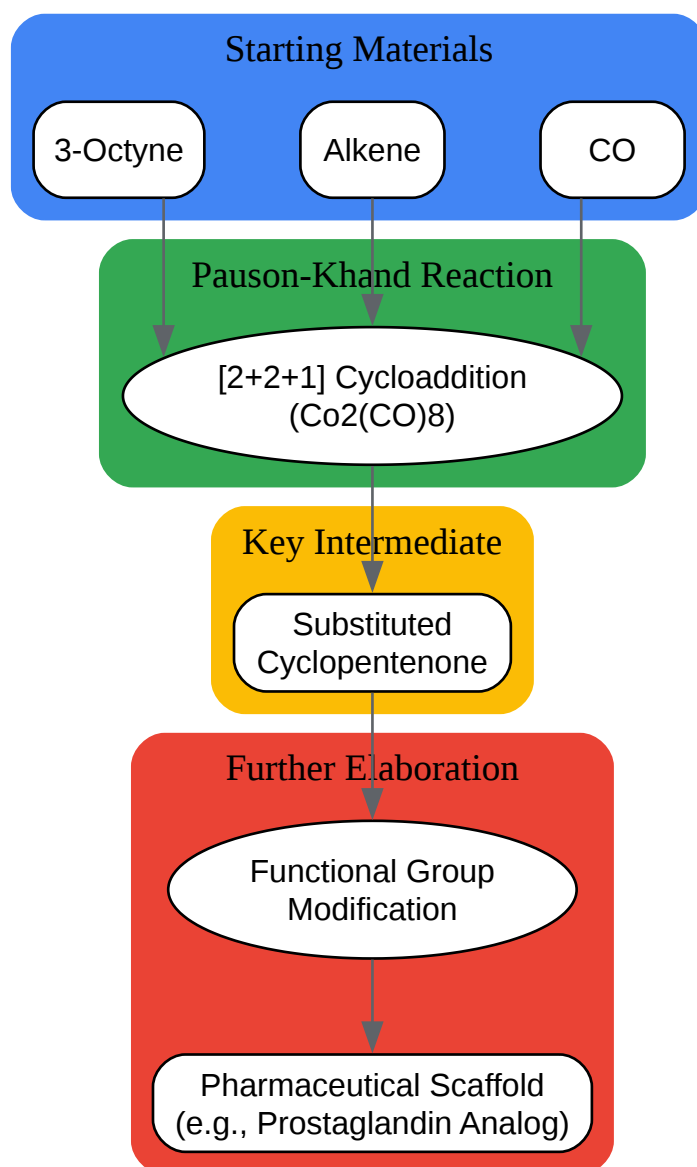 Starting Materials
3-Octyne
Alkene
CO
Pauson-Khand Reaction
[2+2+1] Cycloaddition
(Co2(CO)8)
Key Intermediate
Substituted
Cyclopentenone
Further Elaboration
Functional Group
Modification
Pharmaceutical Scaffold
(e.g., Prostaglandin Analog)